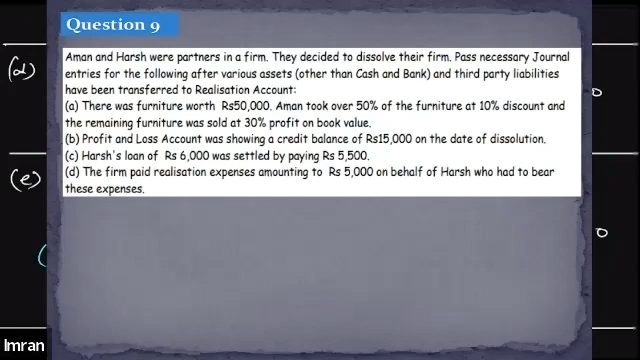 Question 9
Aman and Harsh were partners in a firm. They decided to dissolve their firm. Pass necessary Journal
entries for the following after various assets (other than Cash and Bank) and third party liabilities
have been transferred to Realisation Account:
(a) There was furniture worth Rs50,000. Aman took over 50% of the furniture at 10% discount and
the remaining furniture was sold at 30% profit on book value.
(b) Profit and Loss Account was showing a credit balance of Rs15,000 on the date of dissolution.
(c) Harsh's loan of Rs 6,000 was settled by paying Rs 5,500.
(d) The firm paid realisation expenses amounting to Rs 5,000 on behalf of Harsh who had to bear
these expenses.
(d)
(e)
(
0
0
Imran